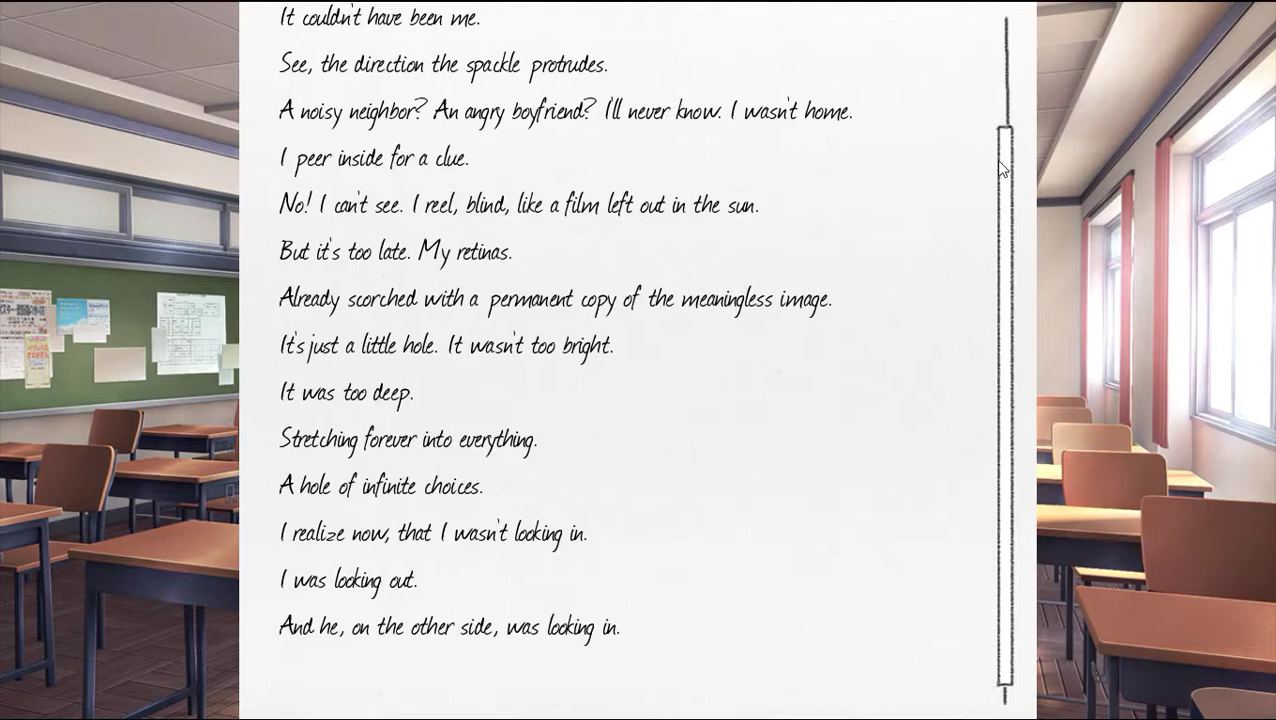 It couldn't have been me.
See, the direction the spackle protrudes.
A noisy neighbor? An angry boyfriend? I'll never know. I wasn't home.
I peer inside for a clue.
No! I can't see. I reel, blind, like a film left out in the sun.
But it's too late. My retinas.
Already scorched with a permanent copy of the meaningless image.
It's just a little hole. It wasn't too bright.
It was too deep.
Stretching forever into everything.
A hole of infinite choices.
I realize now, that I wasn't looking in.
I was looking out.
And he, on the other side, was looking in.